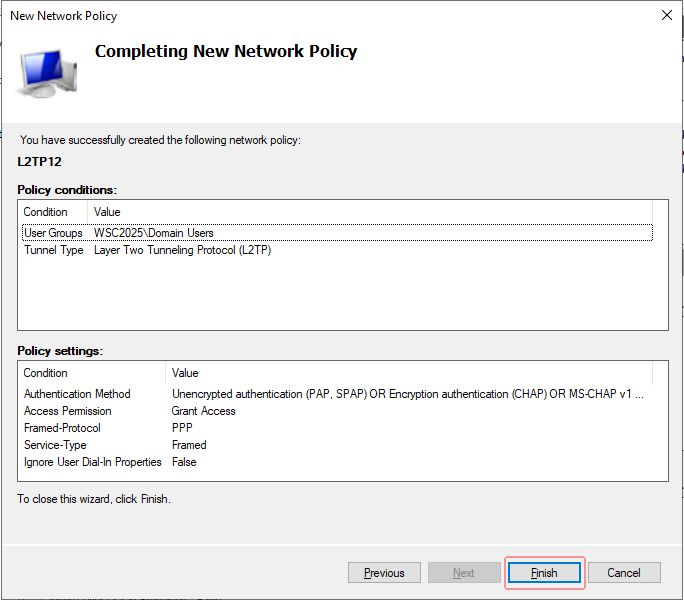 New Network Policy
Completing New Network Policy
You have successfully created the following network policy:
L2TP12
Policy conditions:
Condition Value
User Groups WSC2025\Domain Users
Tunnel Type Layer Two Tunneling Protocol (L2TP)
Policy settings:
Condition Value
Authentication Method Unencrypted authentication (PAP, SPAP) OR Encryption authentication (CHAP) OR MS-CHAP v1 ...
Access Permission Grant Access
Framed-Protocol PPP
Service-Type Framed
Ignore User Dial-In Properties False
To close this wizard, click Finish.
Previous Next Finish Cancel